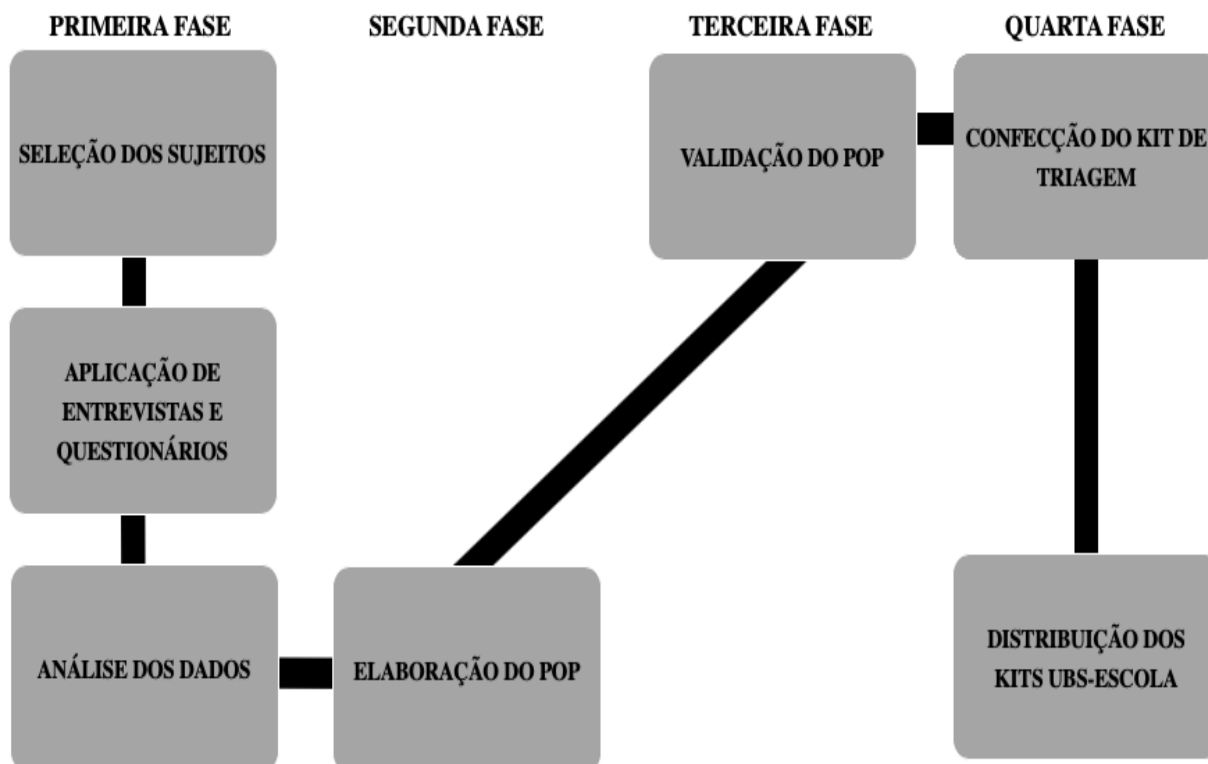 PRIMEIRA FASE
SEGUNDA FASE
TERCEIRA FASE
QUARTA FASE
SELEÇÃO DOS SUJEITOS
APLICAÇÃO DE
ENTREVISTAS E
QUESTIONÁRIOS
ANÁLISE DOS DADOS
ELABORAÇÃO DO POP
VALIDAÇÃO DO POP
CONFECÇÃO DO KIT DE
TRIAGEM
DISTRIBUIÇÃO DOS
KITS UBS-ESCOLA